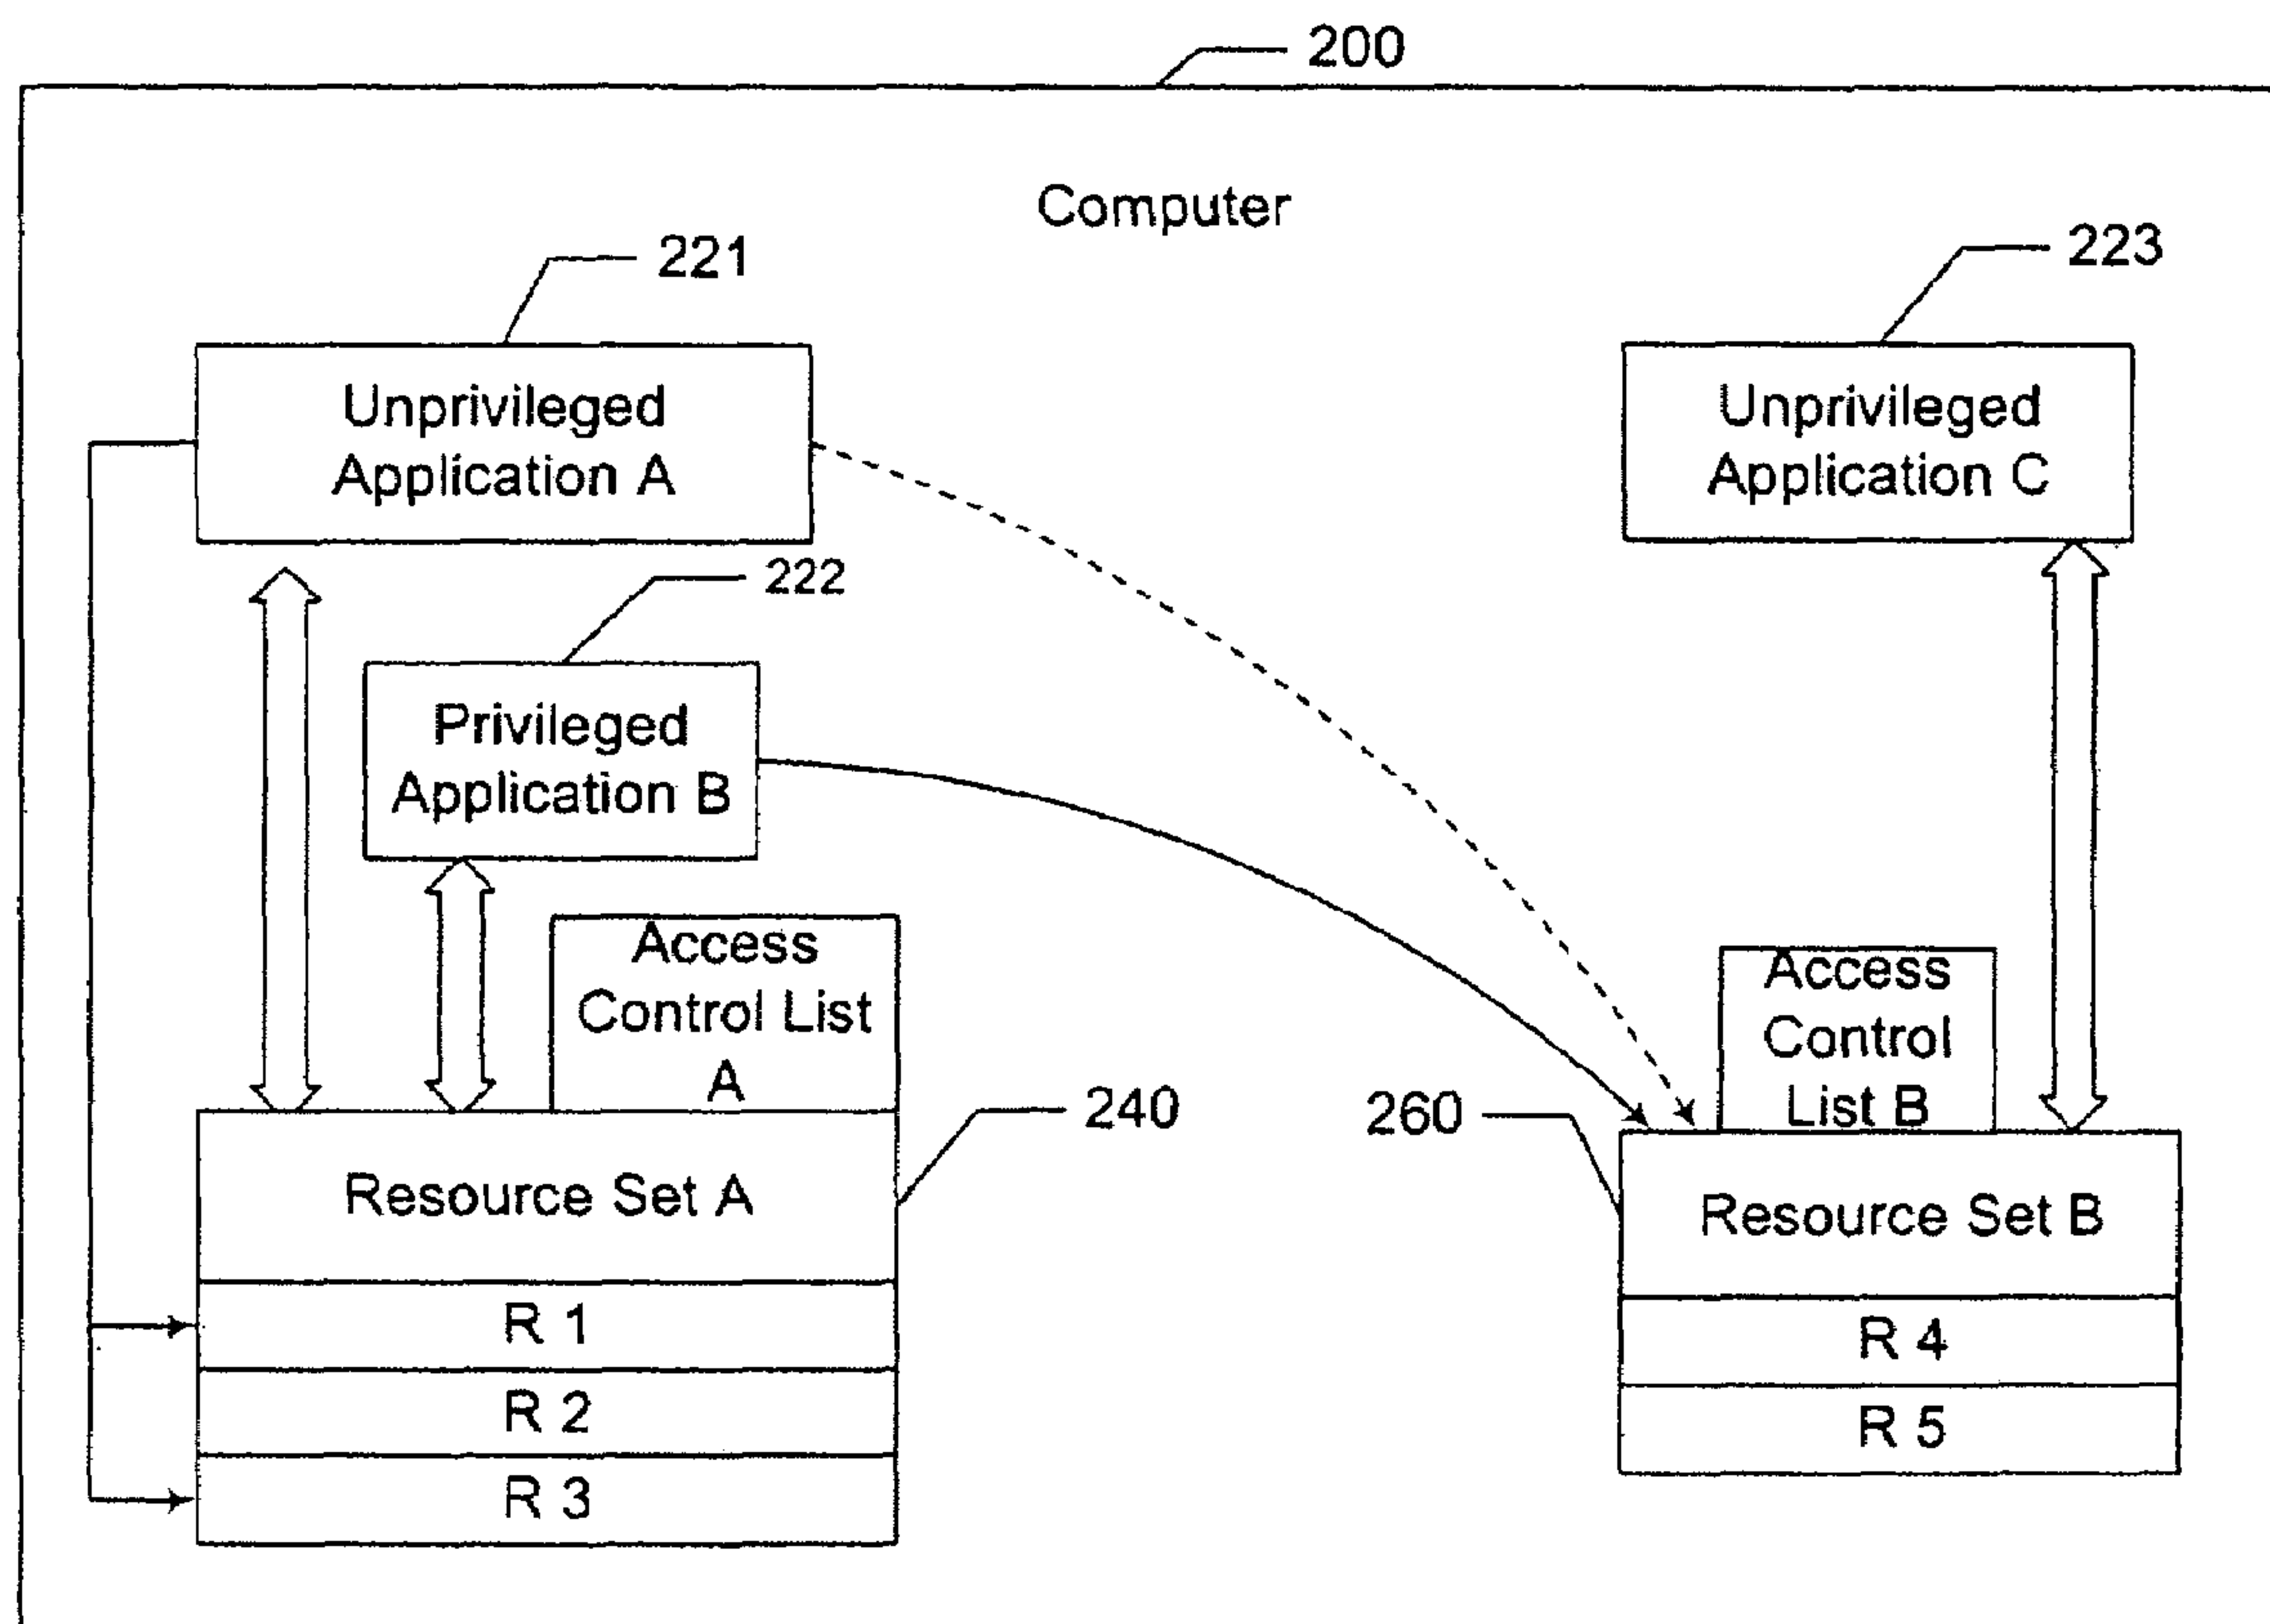 200
Computer
221
223
Unprivileged
Application A
Unprivileged
Application C
222
Privileged
Application B
Access
Control List
A
Access
Control
List B
240
260
Resource Set A
Resource Set B
R 1
R 2
R 3
R 4
R 5